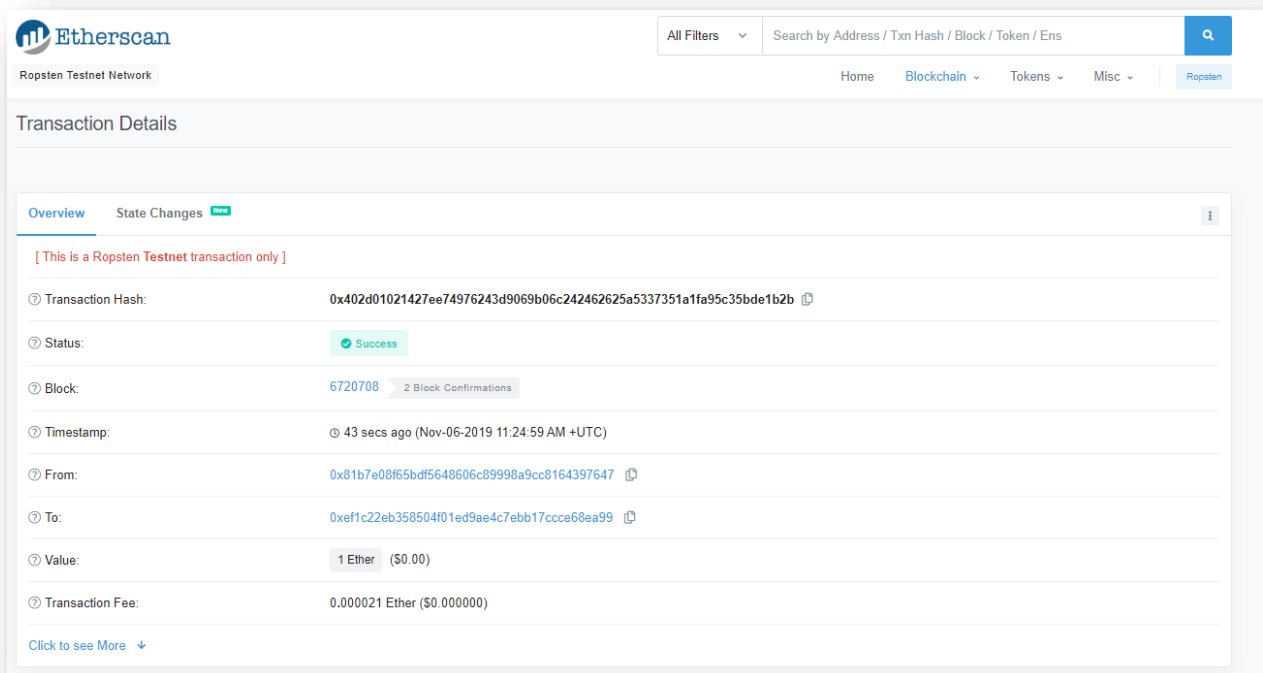 Etherscan
All Filters
Search by Address / Txn Hash / Block / Token / Ens
Ropsten Testnet Network
Home Blockchain Tokens Misc Ropsten
Transaction Details
Overview State Changes New
[ This is a Ropsten Testnet transaction only ]
Transaction Hash: 0x402d01021427ee74976243d9069b06c242462625a5337351a1fa95c35bde1b2b
Status: Success
Block: 6720708 2 Block Confirmations
Timestamp: 43 secs ago (Nov-06-2019 11:24:59 AM +UTC)
From: 0x81b7e08f65bdf5648606c89998a9cc8164397647
To: 0xef1c22eb358504f01ed9ae4c7ebb17ccce68ea99
Value: 1 Ether ($0.00)
Transaction Fee: 0.000021 Ether ($0.000000)
Click to see More